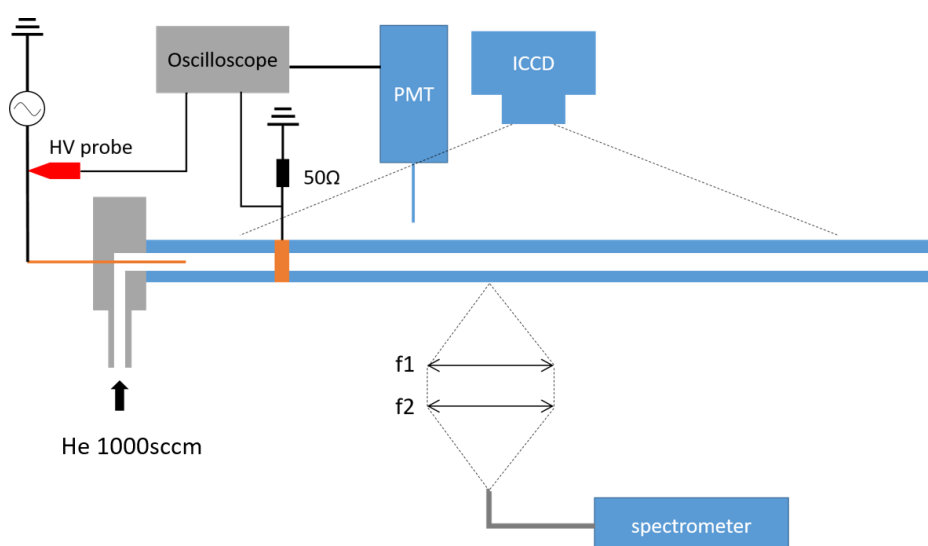 Oscilloscope
PMT
ICCD
HV probe
50Ω
f1
f2
He 1000sccm
spectrometer